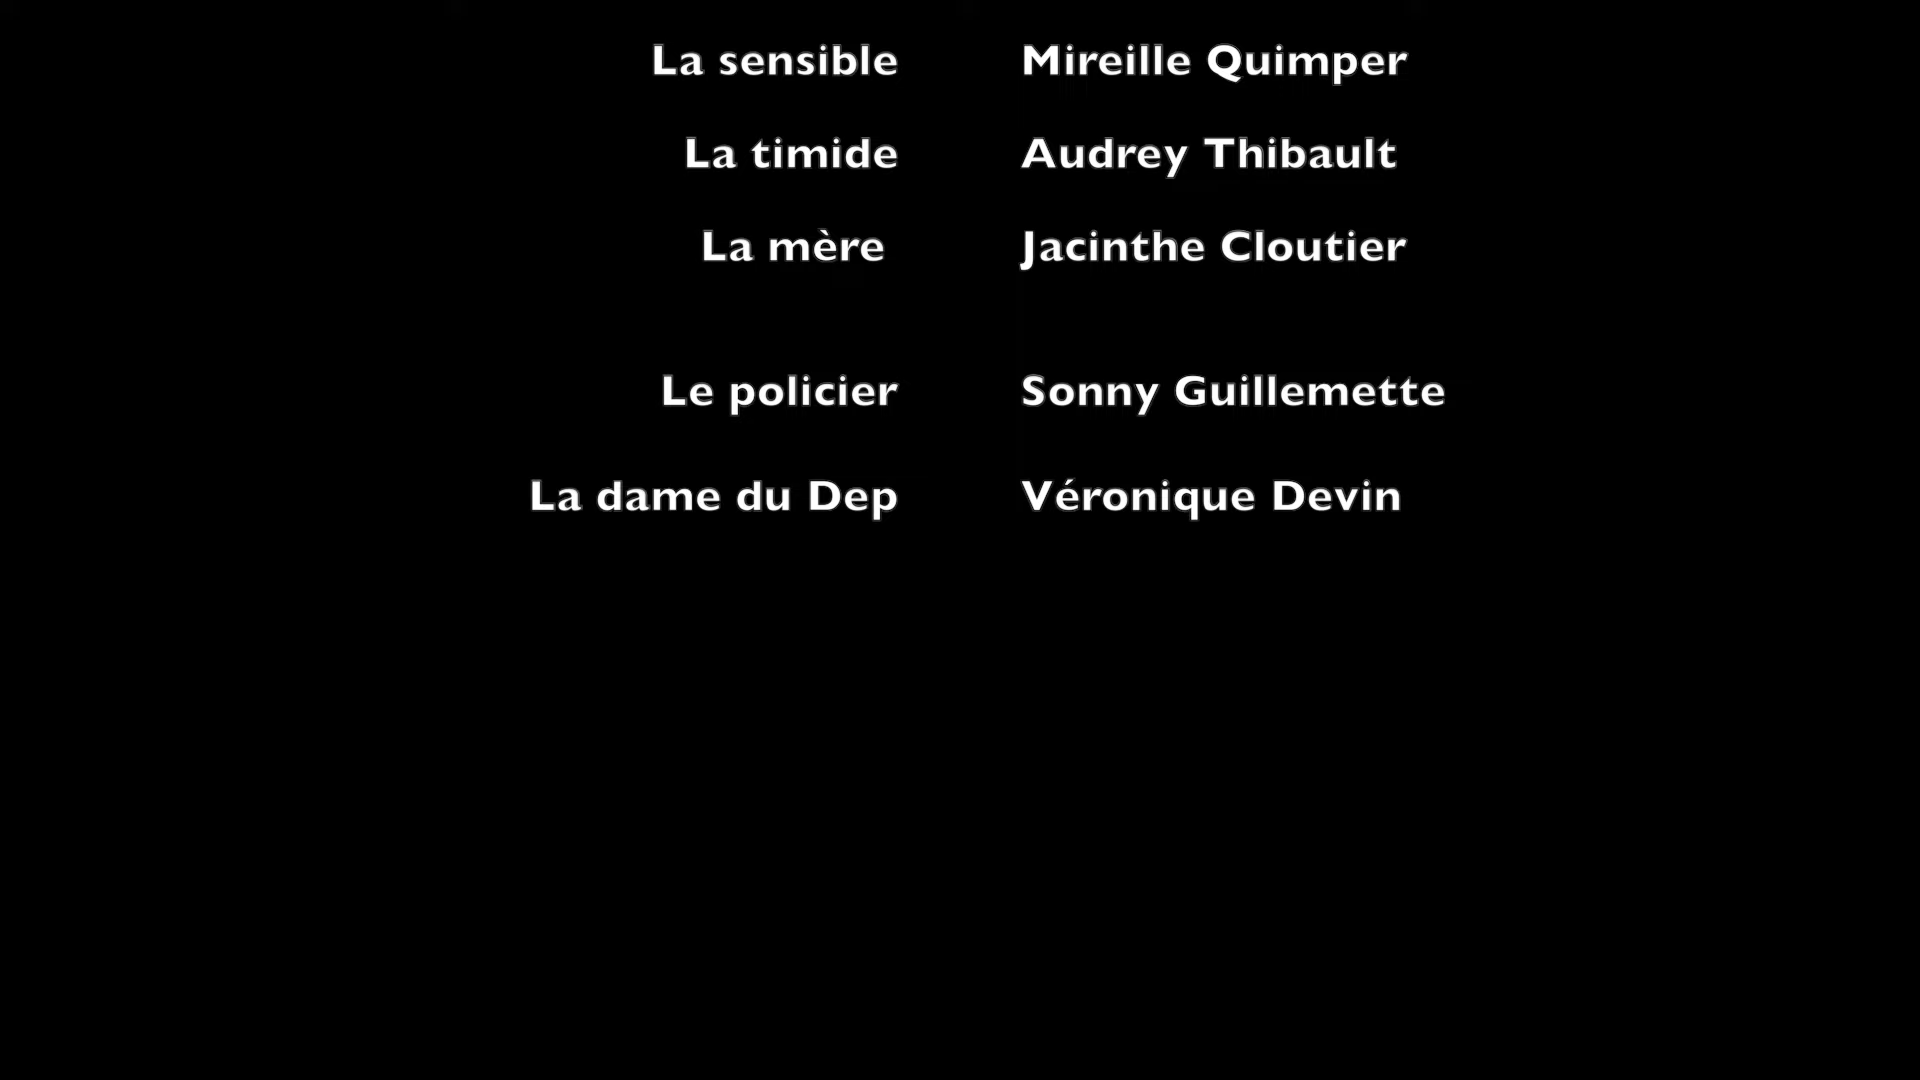 La sensible Mireille Quimper
La timide Audrey Thibault
La mère Jacinthe Cloutier
Le policier Sonny Guillemette
La dame du Dep Véronique Devin